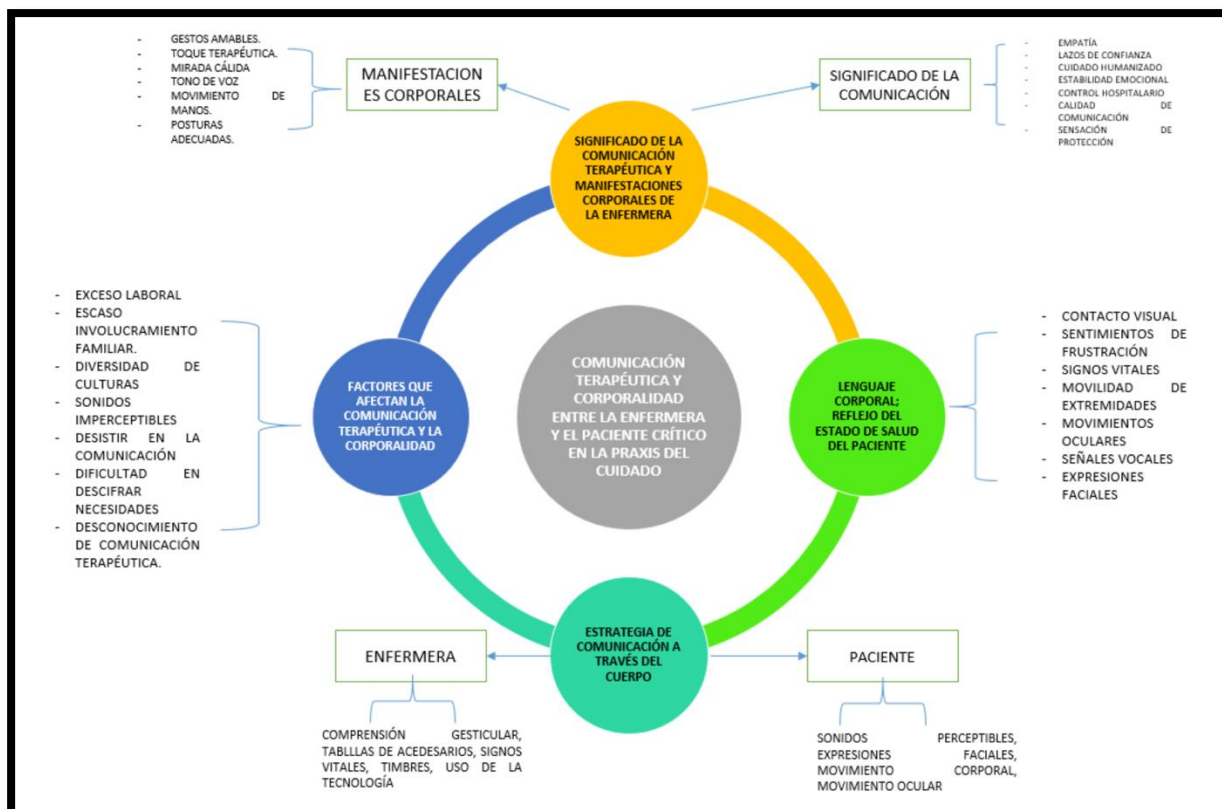 - GESTOS AMABLES.
- TOQUE TERAPÉUTICA.
- MIRADA CÁLIDA
- TONO DE VOZ
- MOVIMIENTO DE
MANOS.
- POSTURAS
ADECUADAS.
MANIFESTACION
ES CORPORALES
SIGNIFICADO DE LA
COMUNICACIÓN
- EMPATÍA
- LAZOS DE CONFIANZA
- CUIDADO HUMANIZADO
- ESTABILIDAD EMOCIONAL
- CONTROL HOSPITALARIO
- CALIDAD DE
COMUNICACIÓN
- SENSACIÓN DE
PROTECCIÓN
SIGNIFICADO DE LA
COMUNICACIÓN
TERAPÉUTICA Y
MANIFESTACIONES
CORPORALES DE
LA ENFERMERA
- EXCESO LABORAL
- ESCASO
INVOLUCRAMIENTO
FAMILIAR.
- DIVERSIDAD DE
CULTURAS
- SONIDOS
IMPERCEPTIBLES
- DESISTIR EN LA
COMUNICACIÓN
- DIFICULTAD EN
DESCIFRAR
NECESIDADES
- DESCONOCIMIENTO
DE COMUNICACIÓN
TERAPÉUTICA.
FACTORES QUE
AFECTAN LA
COMUNICACIÓN
TERAPÉUTICA Y LA
CORPORALIDAD
COMUNICACIÓN
TERAPÉUTICA Y
CORPORALIDAD
ENTRE LA ENFERMERA
Y EL PACIENTE CRÍTICO
EN LA PRAXIS DEL
CUIDADO
LENGUAJE
CORPORAL;
REFLEJO DEL
ESTADO DE SALUD
DEL PACIENTE
- CONTACTO VISUAL
- SENTIMIENTOS DE
FRUSTRACIÓN
- SIGNOS VITALES
- MOVILIDAD DE
EXTREMIDADES
- MOVIMIENTOS
OCULARES
- SEÑALES VOCALES
- EXPRESIONES
FACIALES
ESTRATEGIA DE
COMUNICACIÓN A
TRAVÉS DEL
CUERPO
ENFERMERA
COMPRENSIÓN GESTICULAR,
TABLLLAS DE ACEDESARIOS, SIGNOS
VITALES, TIMBRES, USO DE LA
TECNOLOGÍA
PACIENTE
SONIDOS PERCEPTIBLES,
EXPRESIONES FACIALES,
MOVIMIENTO CORPORAL,
MOVIMIENTO OCULAR